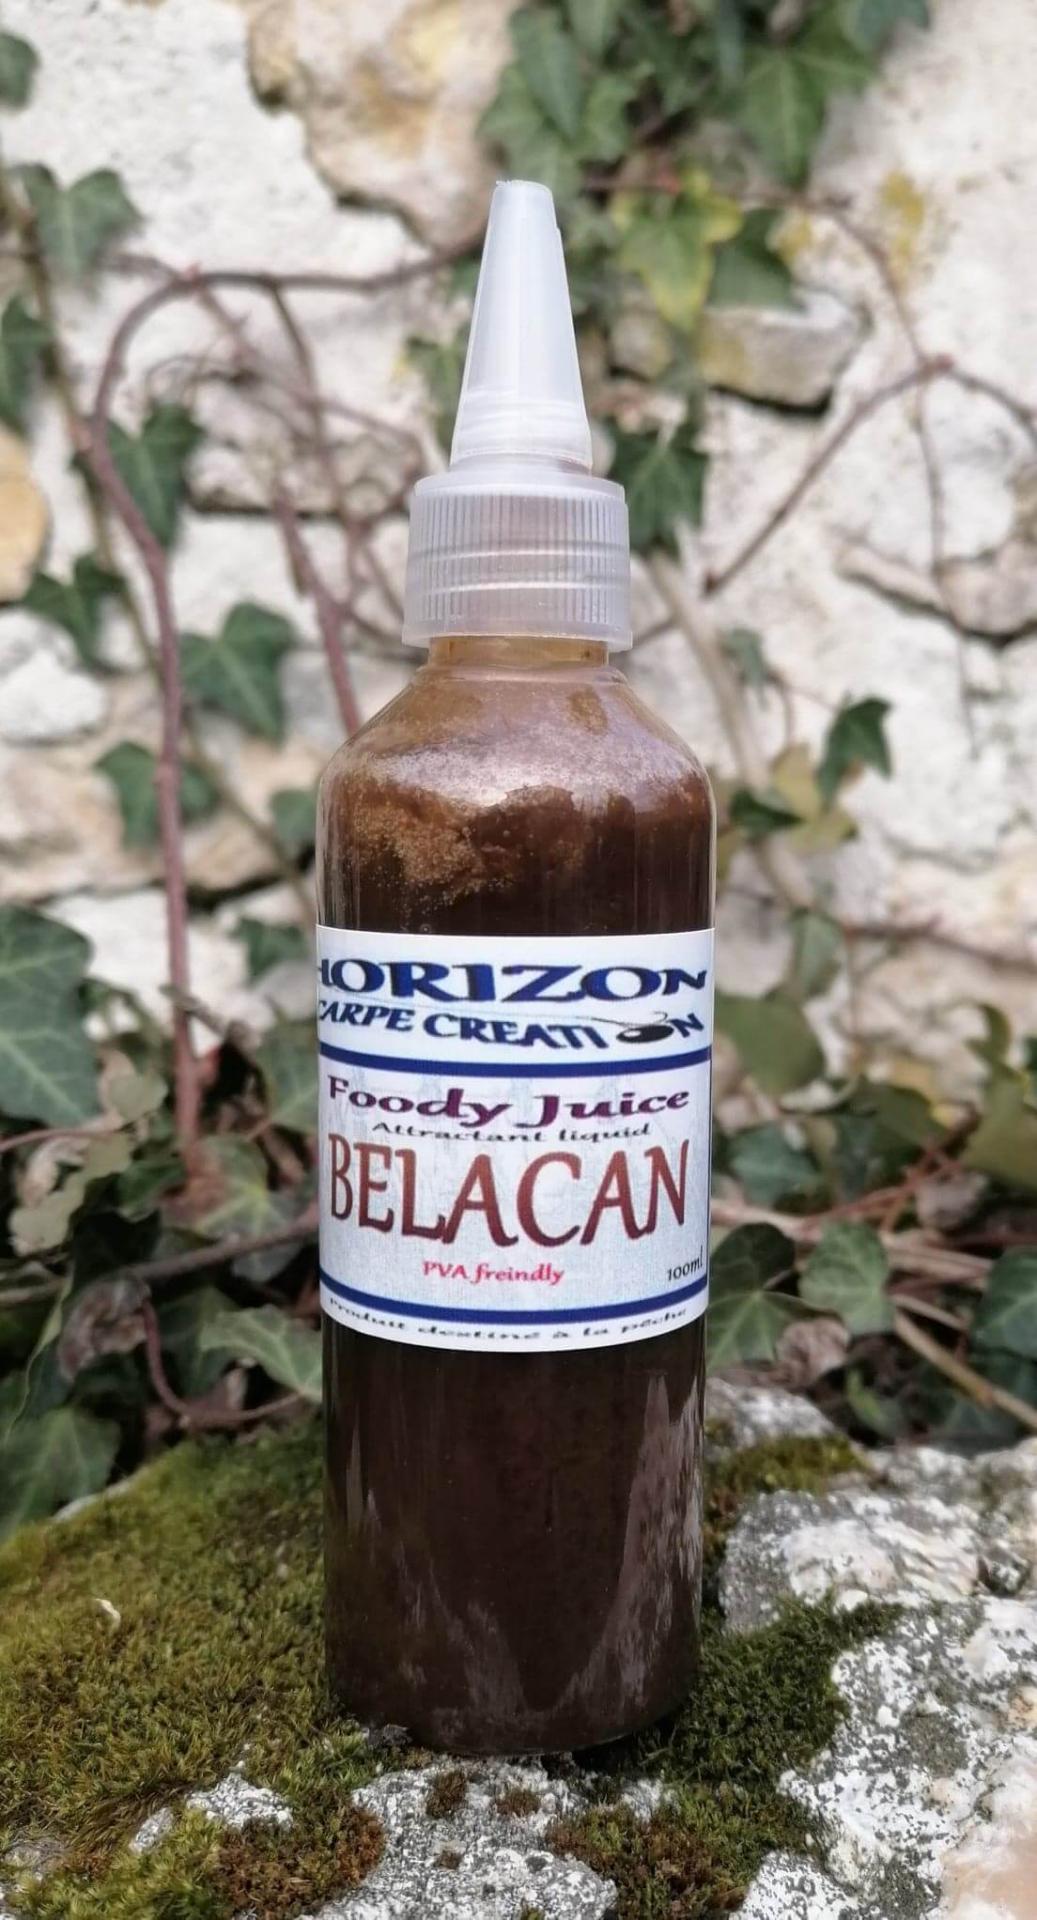 HORIZON
CARPE CREATION
Foody Juice
Attractant liquid
BELACAN
PVA freindly
100ml
produit destiné à la pêche